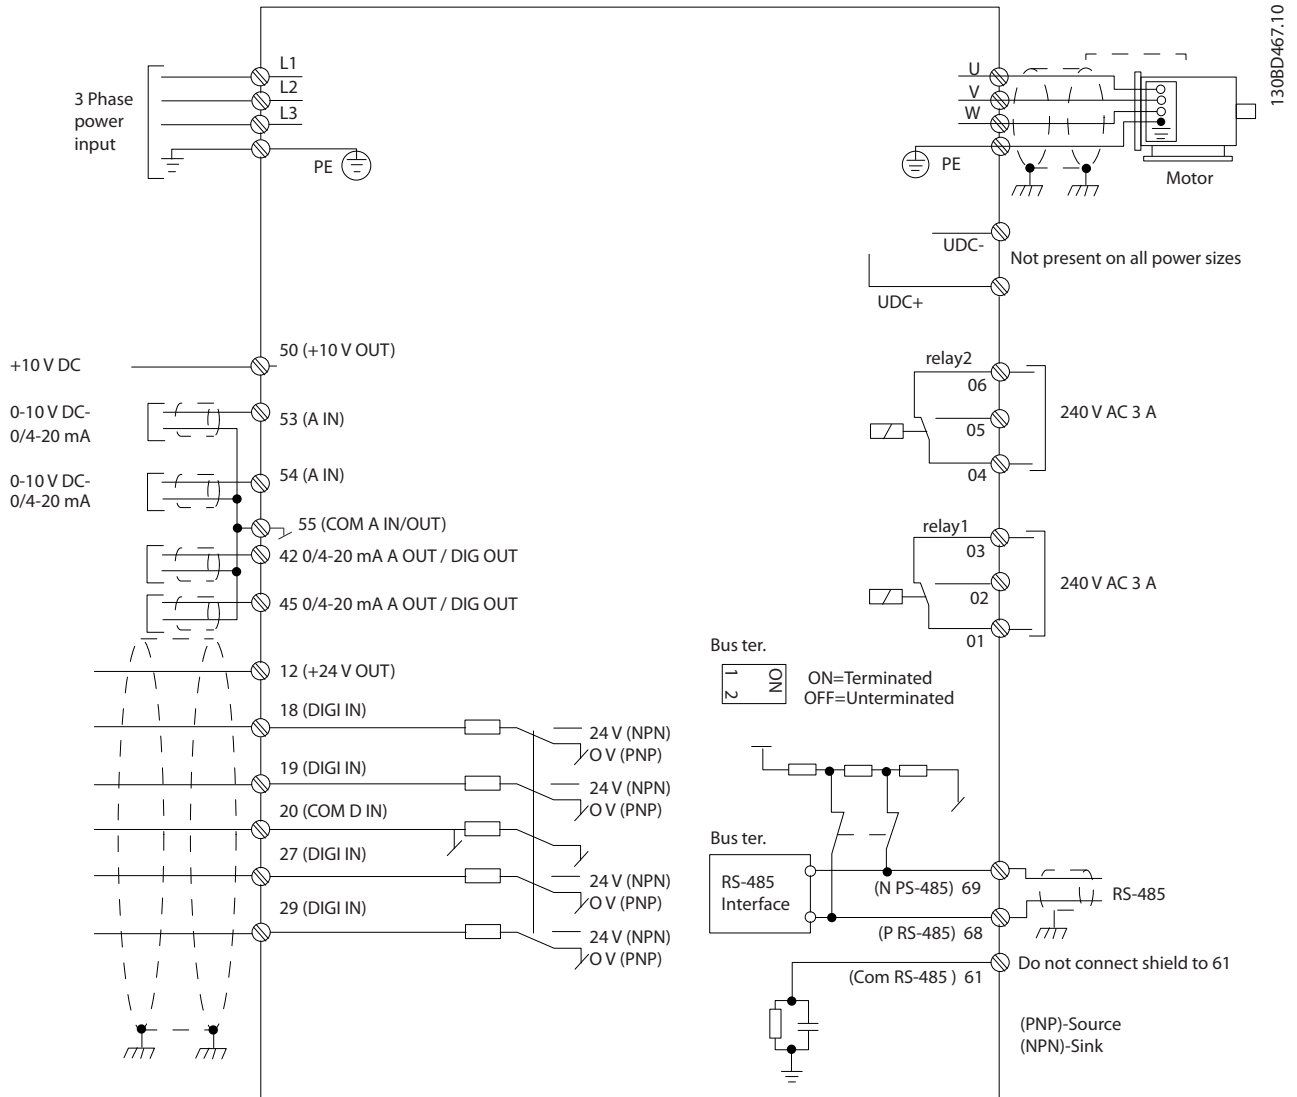 130BD467.10
3 Phase
power
input
L1
L2
L3
PE
U
V
W
PE
Motor
UDC-
Not present on all power sizes
UDC+
+10 V DC
50 (+10 V OUT)
0-10 V DC-
0/4-20 mA
53 (A IN)
0-10 V DC-
0/4-20 mA
54 (A IN)
55 (COM A IN/OUT)
42 0/4-20 mA A OUT / DIG OUT
45 0/4-20 mA A OUT / DIG OUT
12 (+24 V OUT)
18 (DIGI IN)
24 V (NPN)
O V (PNP)
19 (DIGI IN)
24 V (NPN)
O V (PNP)
20 (COM D IN)
27 (DIGI IN)
24 V (NPN)
O V (PNP)
29 (DIGI IN)
24 V (NPN)
O V (PNP)
relay2
06
05
04
240 V AC 3 A
relay1
03
02
01
240 V AC 3 A
Bus ter.
1
2
ON
ON=Terminated
OFF=Unterminated
Bus ter.
RS-485
Interface
(N PS-485) 69
RS-485
(P RS-485) 68
(Com RS-485 ) 61
Do not connect shield to 61
(PNP)-Source
(NPN)-Sink